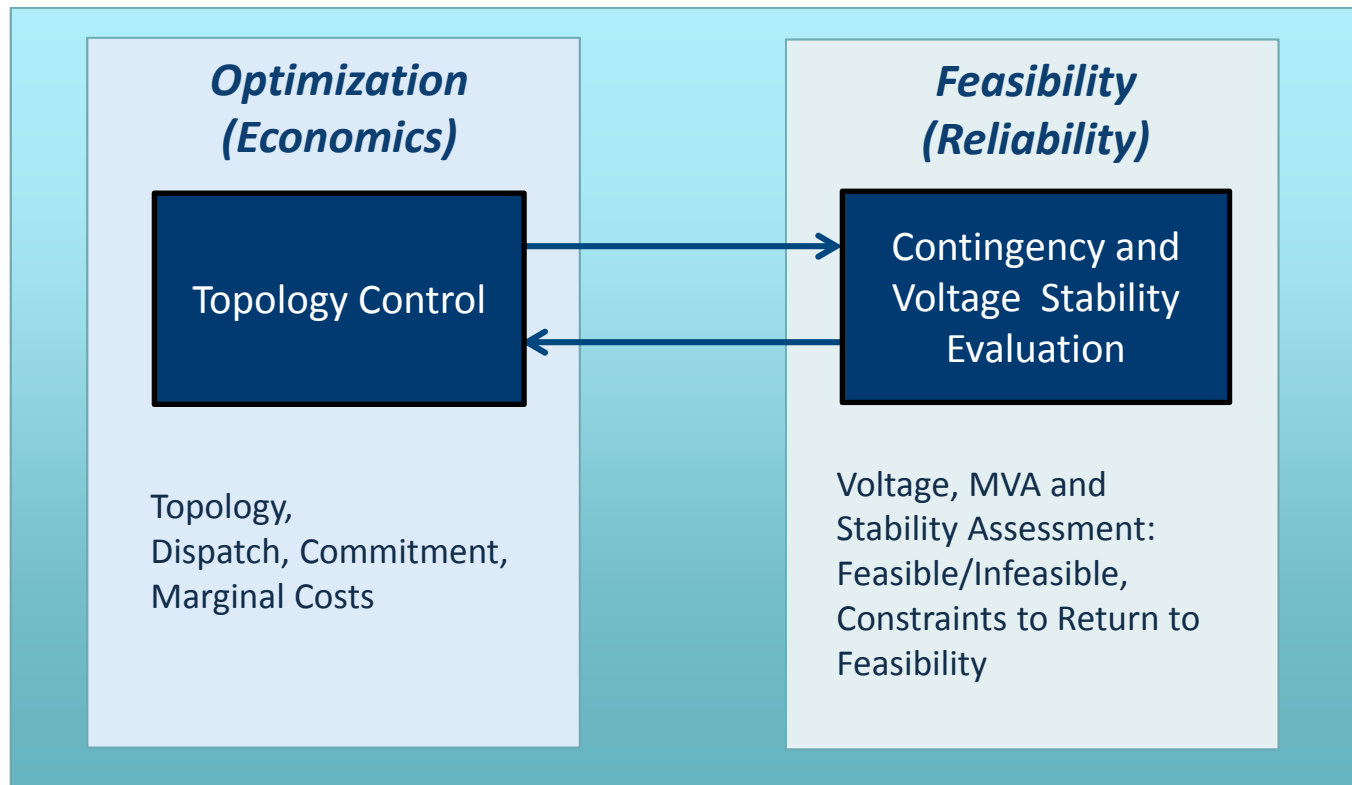 Optimization
(Economics)
Topology Control
Topology,
Dispatch, Commitment,
Marginal Costs
Feasibility
(Reliability)
Contingency and
Voltage Stability
Evaluation
Voltage, MVA and
Stability Assessment:
Feasible/Infeasible,
Constraints to Return to
Feasibility